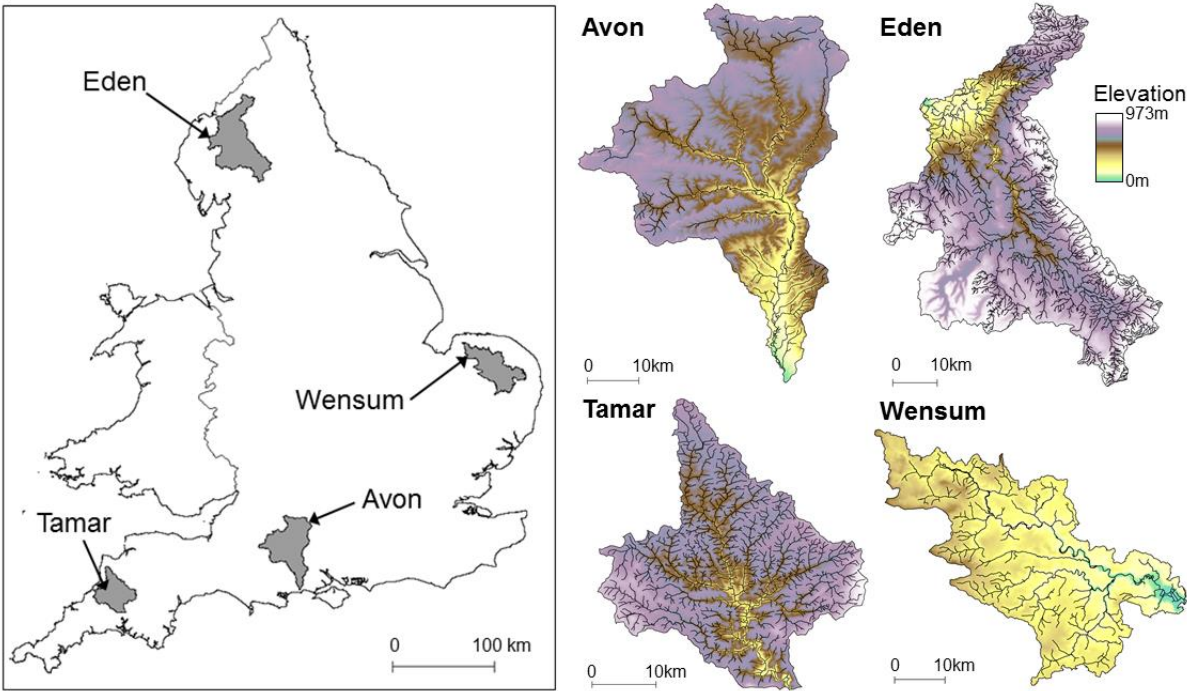 Eden
Wensum
Avon
Tamar
0 100 km
Avon
0 10km
Eden
Elevation
973m
0m
0 10km
Tamar
0 10km
Wensum
0 10km